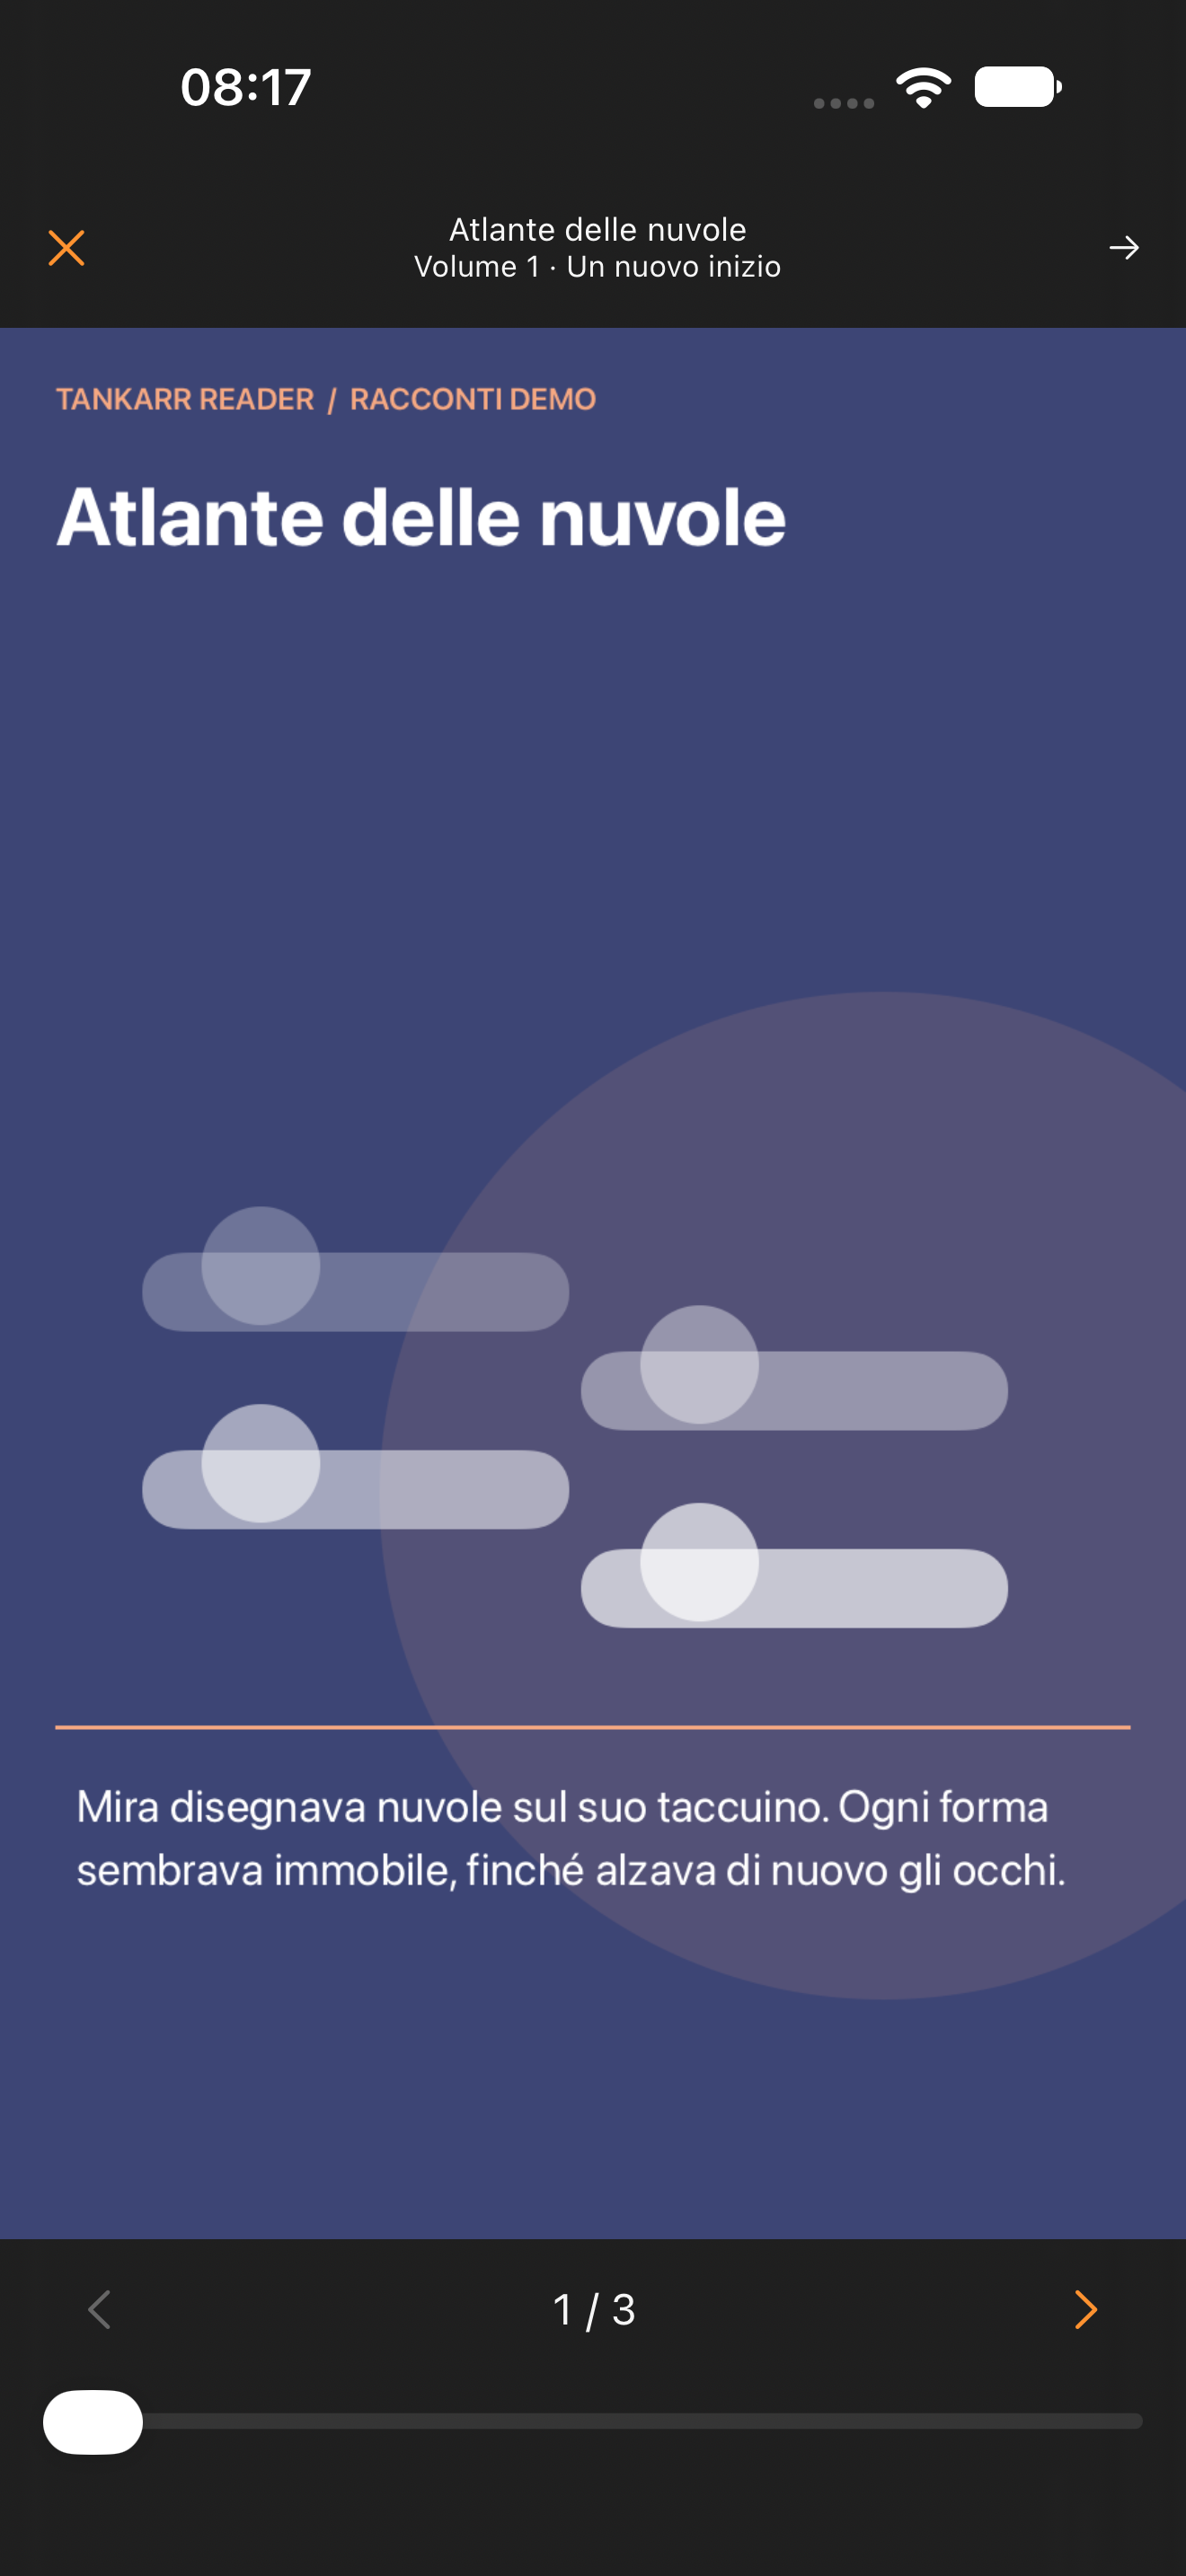 08:17
Atlante delle nuvole
Volume 1 · Un nuovo inizio
TANKARR READER / RACCONTI DEMO
Atlante delle nuvole
Mira disegnava nuvole sul suo taccuino. Ogni forma
sembrava immobile, finché alzava di nuovo gli occhi.
1 / 3